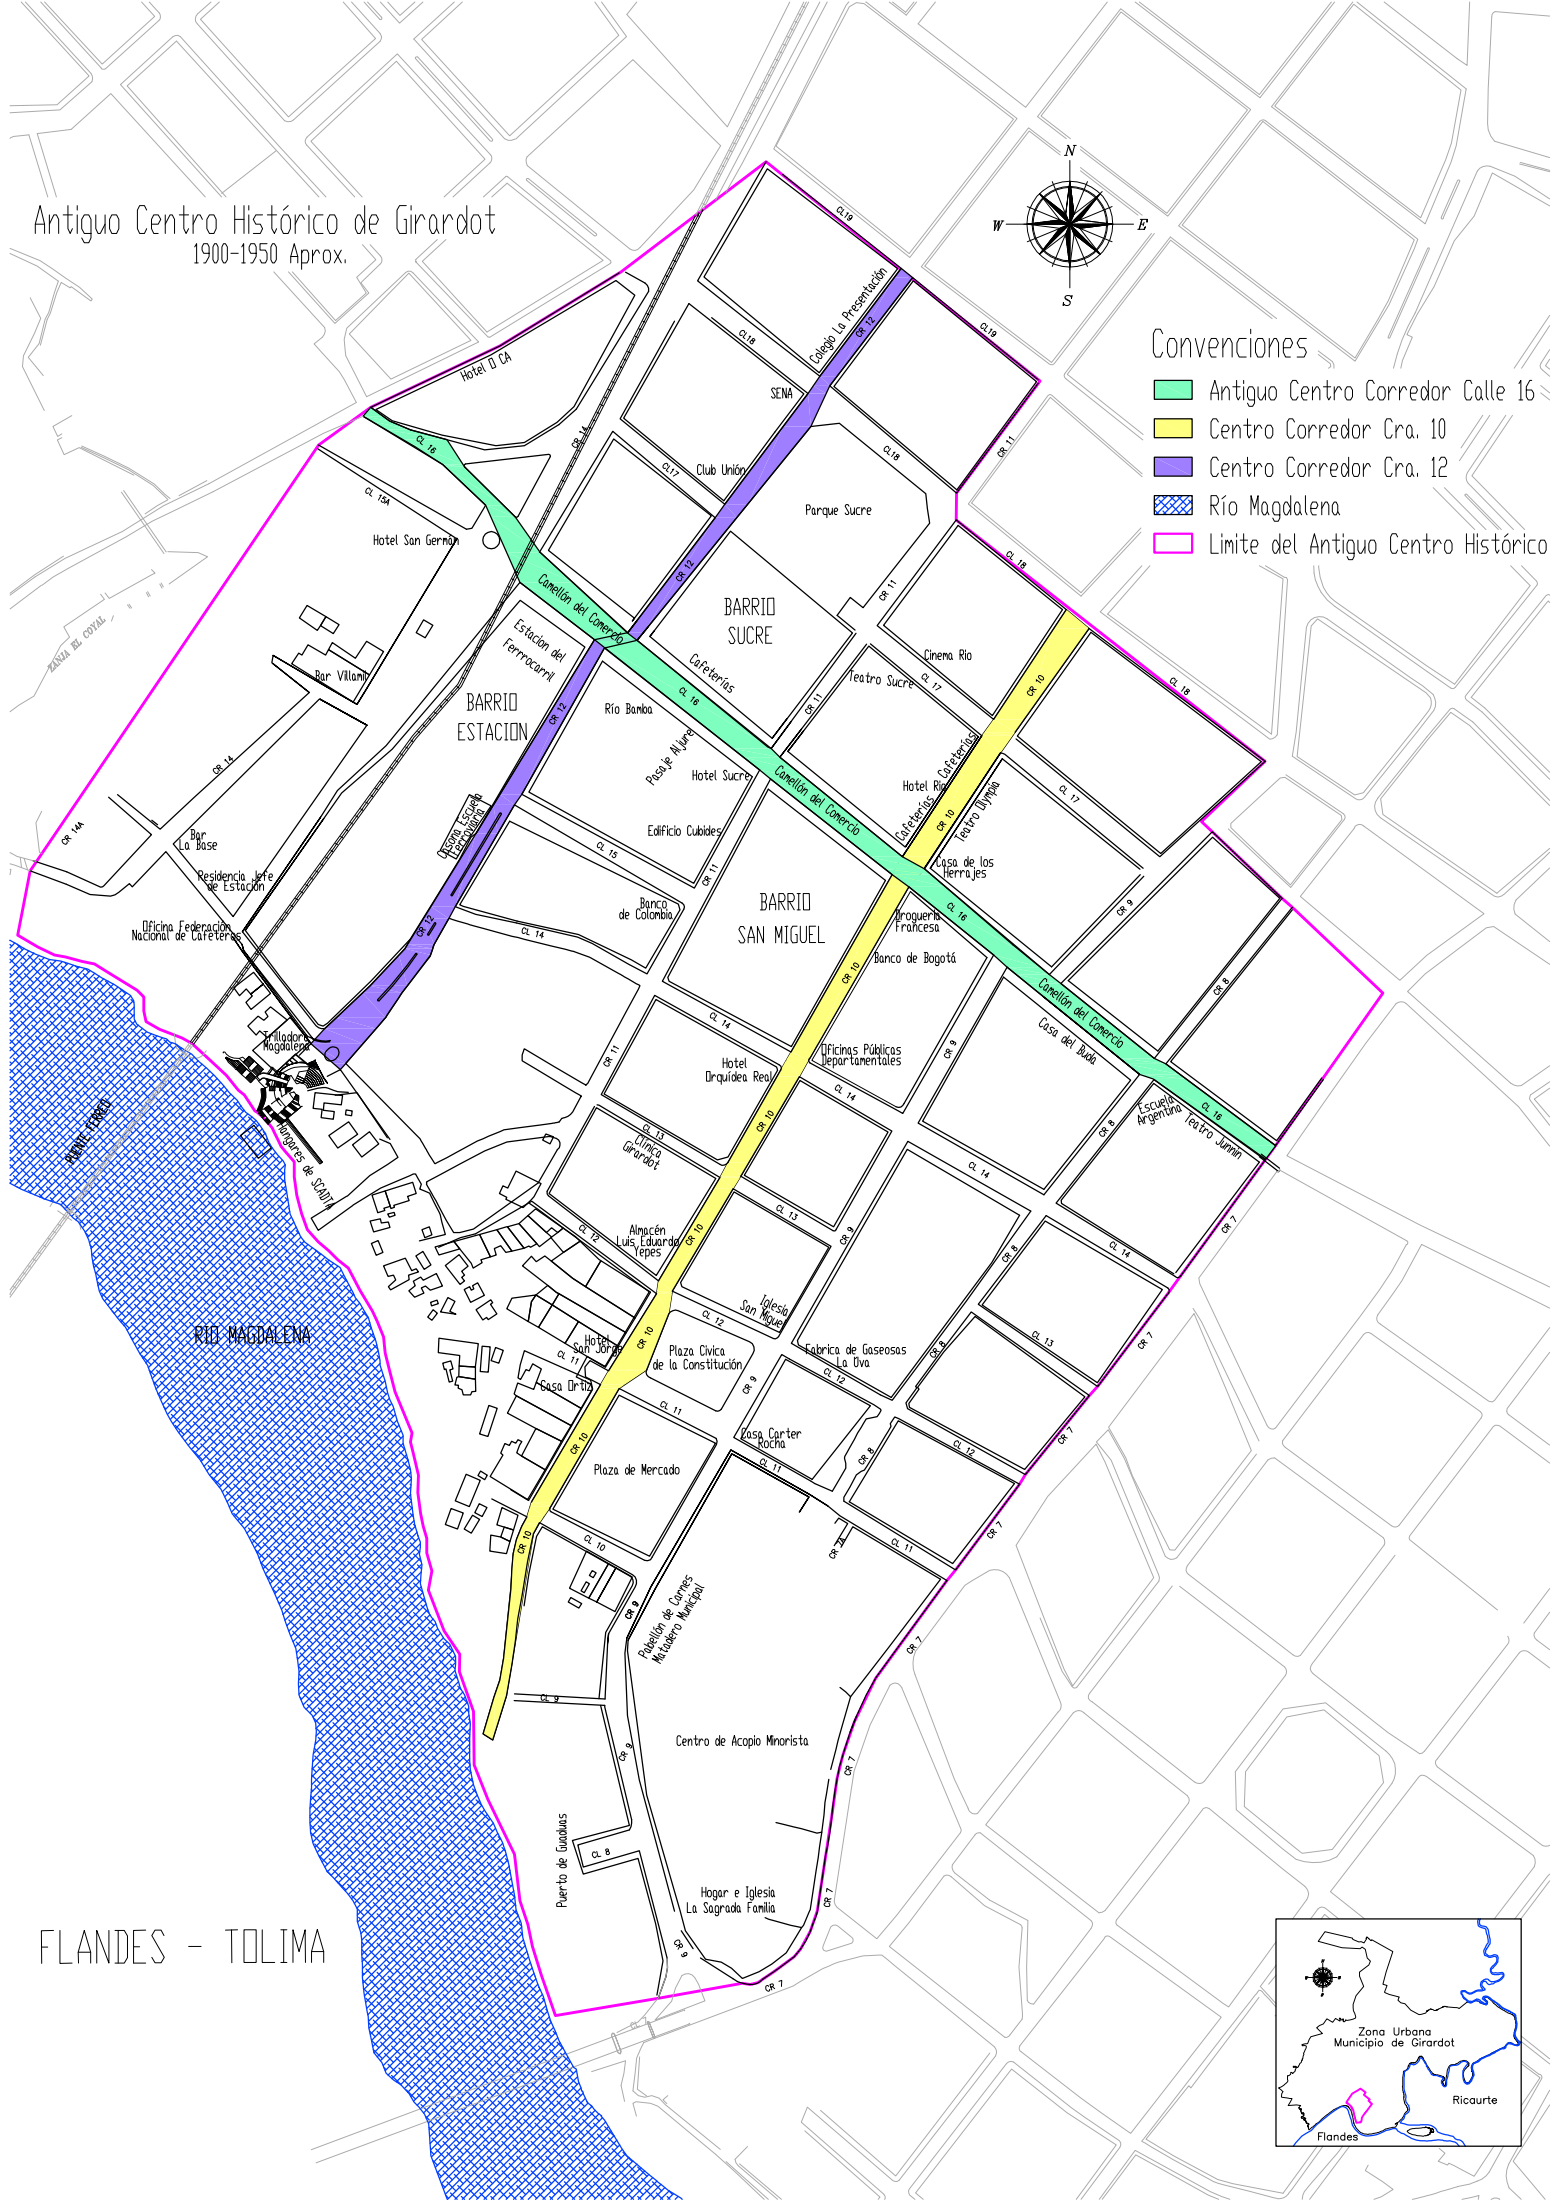 Antiguo Centro Histórico de Girardot
1900-1950 Aprox.
N
W
E
S
Convenciones
Antiguo Centro Corredor Calle 16
Centro Corredor Cra. 10
Centro Corredor Cra. 12
Río Magdalena
Limite del Antiguo Centro Histórico
CL19
Colegio La Presentación
CR 12
CL19
CL18
SENA
Hotel O CA
CR 14
CL 16
CL17
Club Unión
CL18
CR 11
CL 15A
Parque Sucre
Hotel San German
CL 18
CR 12
CR 11
Camellón del Comercio
BARRIO
SUCRE
ZANJA EL COYAL
Estacion del
Ferrrocarril
Cafeterías
Cinema Rio
Teatro Sucre
CL 17
CR 10
CL 18
Bar Villamil
BARRIO
ESTACION
CR 12
Río Bamba
CL 16
CR 11
Pasaje Aljure
Cafeterías
CR 14
Hotel Sucre
Hotel Rio
Camellón del Comercio
Cafeterías
CR 10
Teatro Olympia
CL 17
CR 14A
Bar
La Base
Casona Escuela
Ferroviaria
Edificio Cubides
CL 15
CR 11
Casa de los
Herrajes
Residencia Jefe
de Estación
Banco
de Colombia
BARRIO
SAN MIGUEL
CL 16
CR 9
Drogueria
Francesa
Oficina Federación
Nacional de Cafeteros
CR 12
CL 14
Banco de Bogotá
CR 10
CR 8
Camellón del Comercio
Casa del Buda
CL 14
Trilladora
Magdalena
CR 11
Hotel
Orquídea Real
Oficinas Públicas
Departamentales
CR 9
CL 14
PUENTE FERREO
Hangares de SCADTA
CR 10
CL 13
Clínica
Girardot
Escuela
Argentina
CL 16
Teatro Junnin
CR 8
CL 14
CL 12
Almacén
Luis Eduardo
Yepes
CR 10
CL 13
CR 9
CR 8
CL 14
CR 7
RIO MAGDALENA
Iglesia
San Miguel
CL 12
Hotel
San Jorge
CR 10
CL 11
Plaza Civica
de la Constitución
Fabrica de Gaseosas
La Ova
CR 8
CL 13
CR 7
Casa Ortiz
CR 9
CL 12
CL 11
CR 10
Casa Carter
Rocha
CL 11
CR 8
CL 12
CR 7
Plaza de Mercado
CR 10
CL 10
CR 7A
CL 11
CR 7
CR 9
Pabellón de Carnes
Matadero Municipal
CR 7
CL 9
CR 9
Centro de Acopio Minorista
CR 7
Puerto de Guaduas
CL 8
Hogar e Iglesia
La Sagrada Familia
CR 7
CR 9
CR 7
FLANDES - TOLIMA
Zona Urbana
Municipio de Girardot
Ricaurte
Flandes